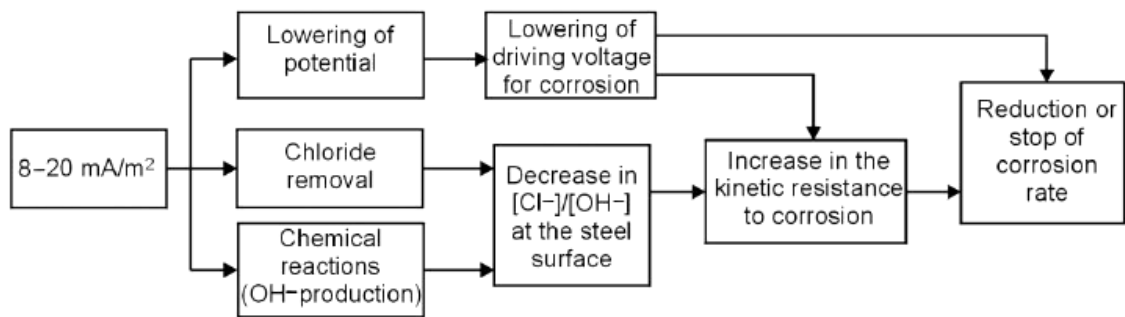 8–20 mA/m²
Lowering of
potential
Lowering of
driving voltage
for corrosion
Chloride
removal
Chemical
reactions
(OH−production)
Decrease in
[Cl−]/[OH−]
at the steel
surface
Increase in the
kinetic resistance
to corrosion
Reduction or
stop of
corrosion
rate